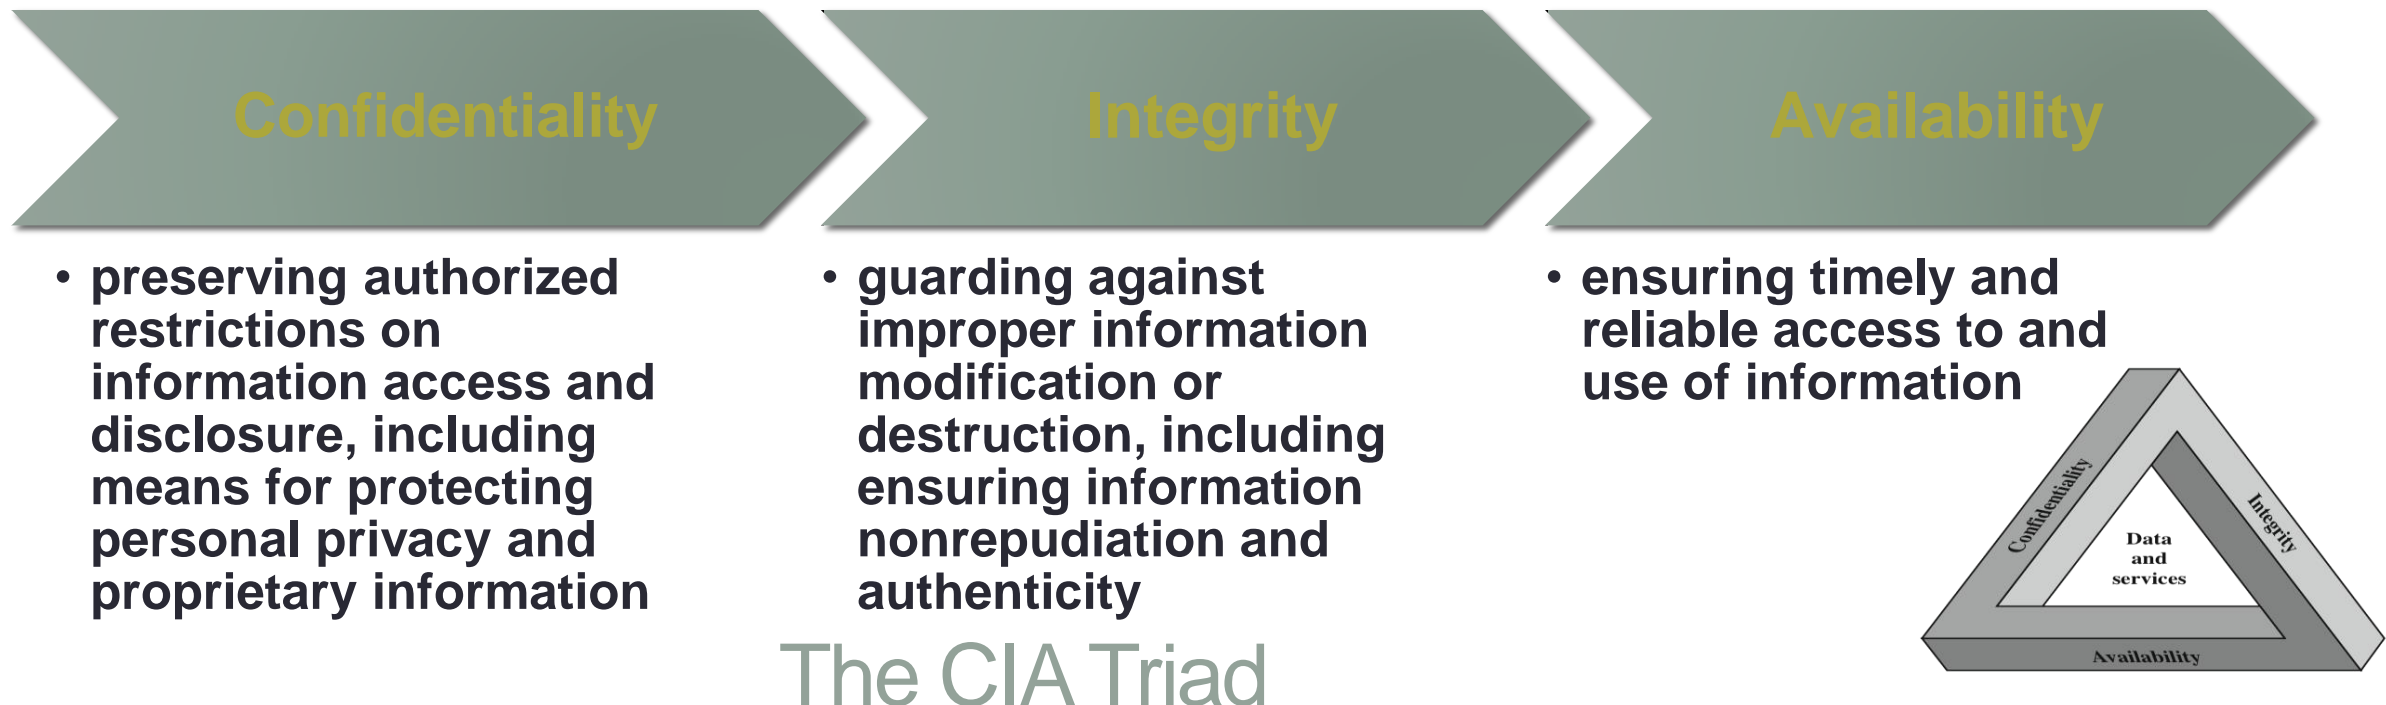 Confidentiality
Integrity
Availability
• preserving authorized
restrictions on
information access and
disclosure, including
means for protecting
personal privacy and
proprietary information
• guarding against
improper information
modification or
destruction, including
ensuring information
nonrepudiation and
authenticity
• ensuring timely and
reliable access to and
use of information
Confidentiality
Integrity
Data
and
services
Availability
The CIA Triad